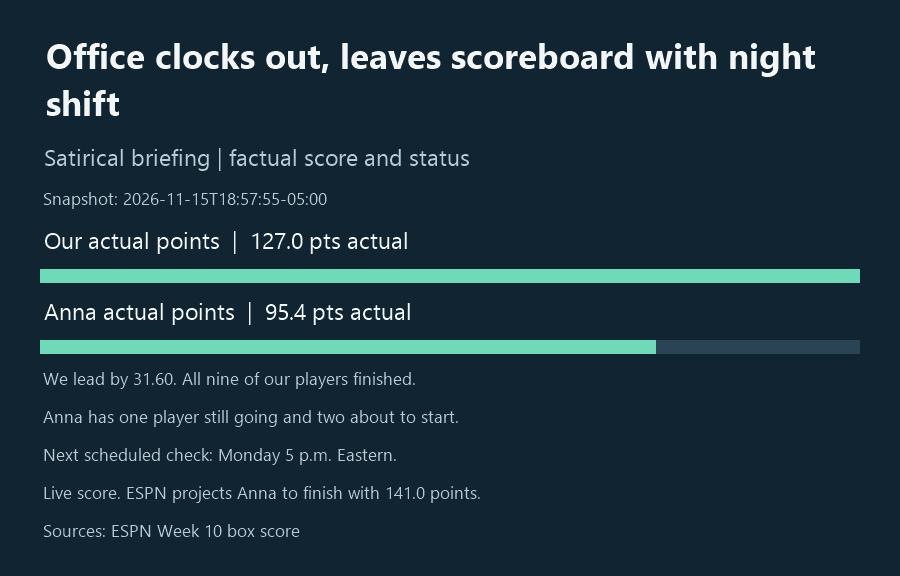 Office clocks out, leaves scoreboard with night
shift
Satirical briefing | factual score and status
Snapshot: 2026-11-15T18:57:55-05:00
Our actual points | 127.0 pts actual
Anna actual points | 95.4 pts actual
We lead by 31.60. All nine of our players finished.
Anna has one player still going and two about to start.
Next scheduled check: Monday 5 p.m. Eastern.
Live score. ESPN projects Anna to finish with 141.0 points.
Sources: ESPN Week 10 box score